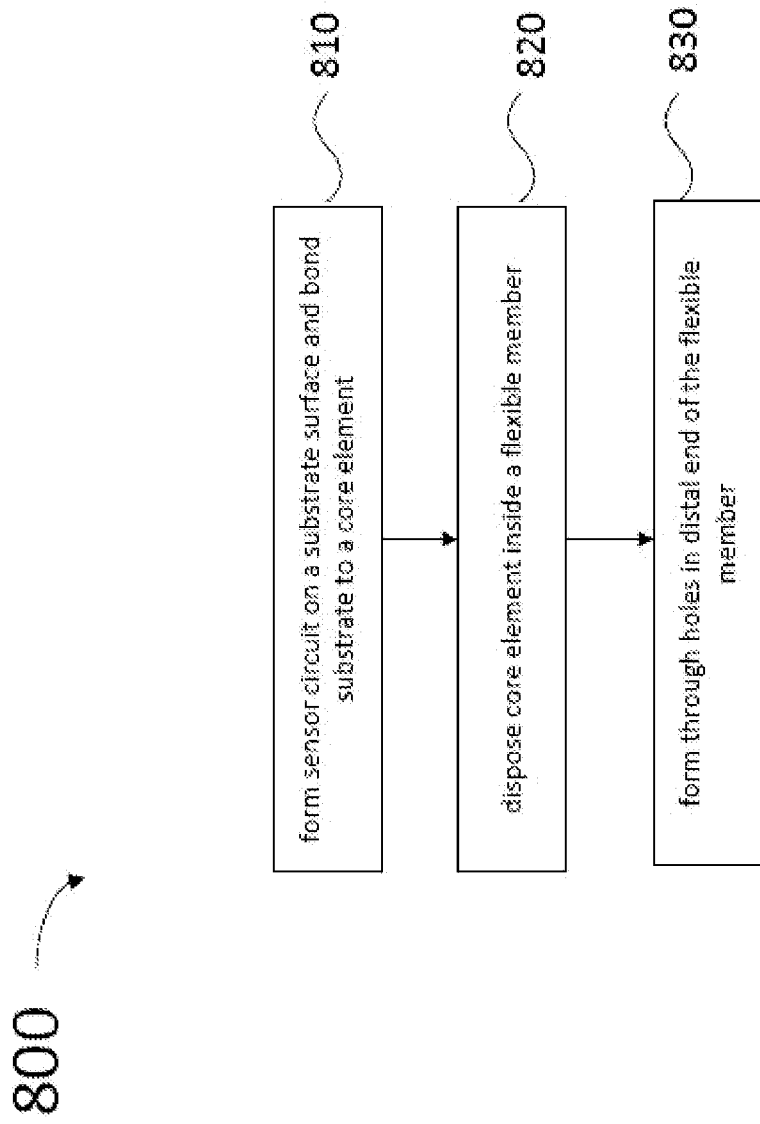 800
form sensor circuit on a substrate surface and bond
substrate to a core element
810
dispose core element inside a flexible member
820
form through holes in distal end of the flexible
member
830